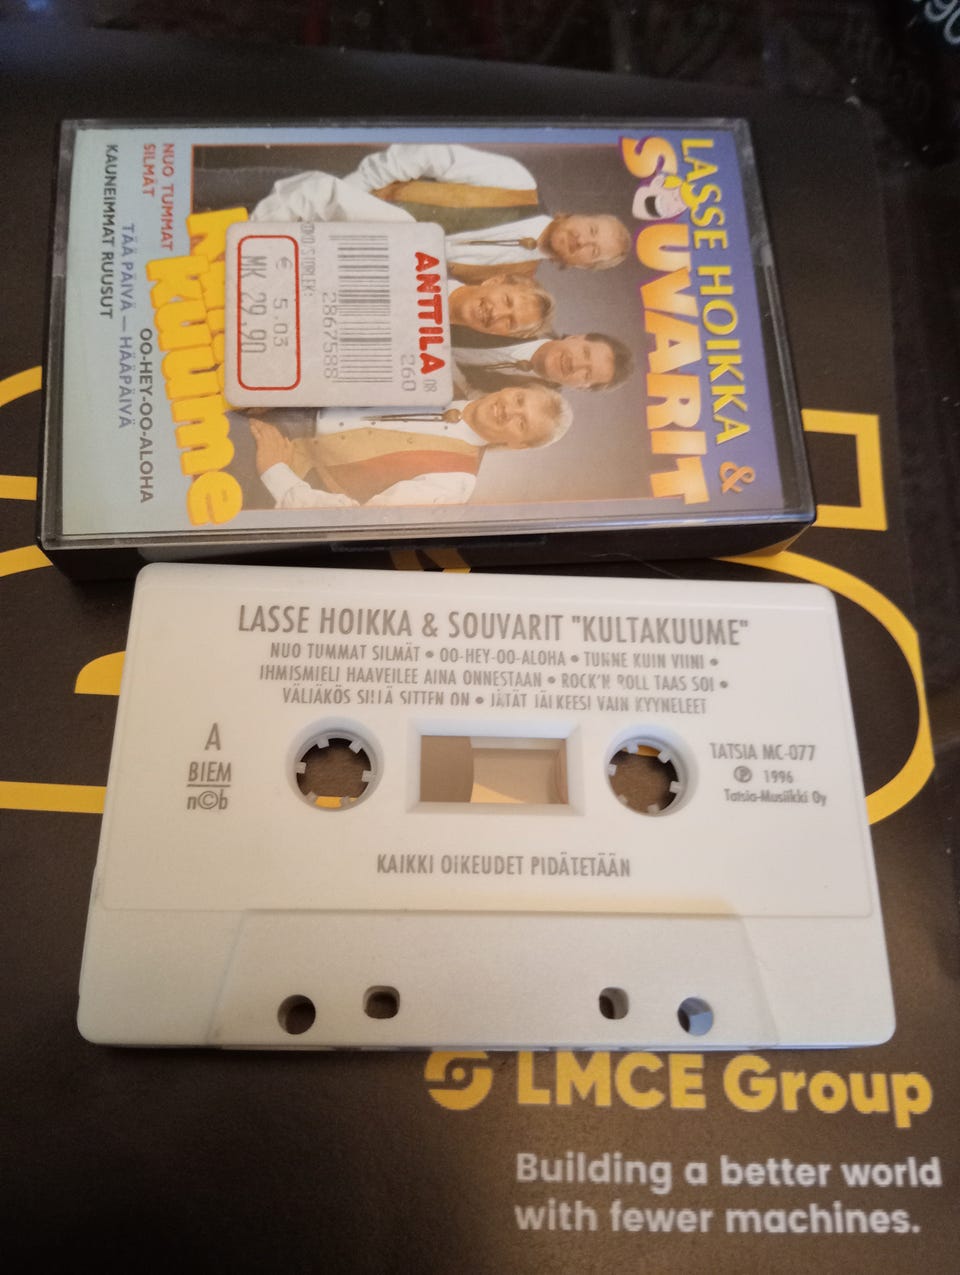 LASSE HOIKKA &
SOUVARIT
ANTTILA
260
2867588
€ 5.03
MK 29,90
kuume
NUO TUMMAT
SILMÄT
OO-HEY-OO-ALOHA
TÄÄ PÄIVÄ — HÄÄPÄIVÄ
KAUNEIMMAT RUUSUT
LASSE HOIKKA & SOUVARIT "KULTAKUUME"
NUO TUMMAT SILMÄT • OO-HEY-OO-ALOHA • TUNNE KUIN VIINI •
IHMISMIELI HAAVEILEE AINA ONNESTAAN • ROCK'N ROLL TAAS SOI •
VÄLIÄKÖS SILLÄ SITTEN ON • JÄTÄT JÄLKEESI VAIN KYYNELEET
A
BIEM
n©b
TATSIA MC-077
℗ 1996
Tatsia-Musiikki Oy
KAIKKI OIKEUDET PIDÄTETÄÄN
LMCE Group
Building a better world
with fewer machines.